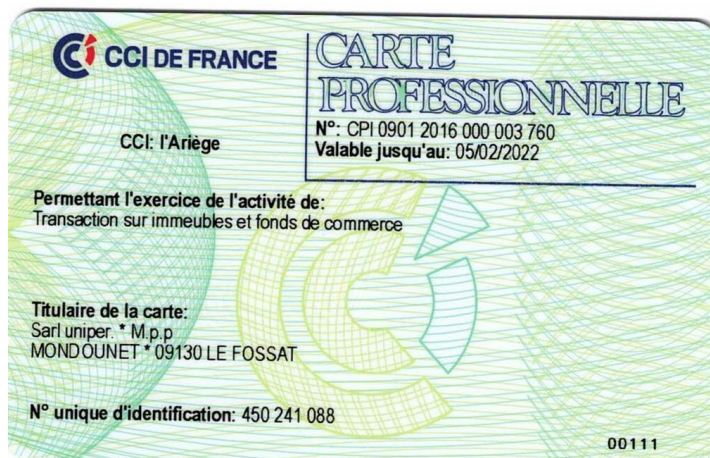 CCI DE FRANCE
CARTE
PROFESSIONNELLE
N°: CPI 0901 2016 000 003 760
Valable jusqu'au: 05/02/2022
CCI: l'Ariège
Permettant l'exercice de l'activité de:
Transaction sur immeubles et fonds de commerce
Titulaire de la carte:
Sarl uniper. * M.p.p
MONDOUNET * 09130 LE FOSSAT
N° unique d'identification: 450 241 088
00111